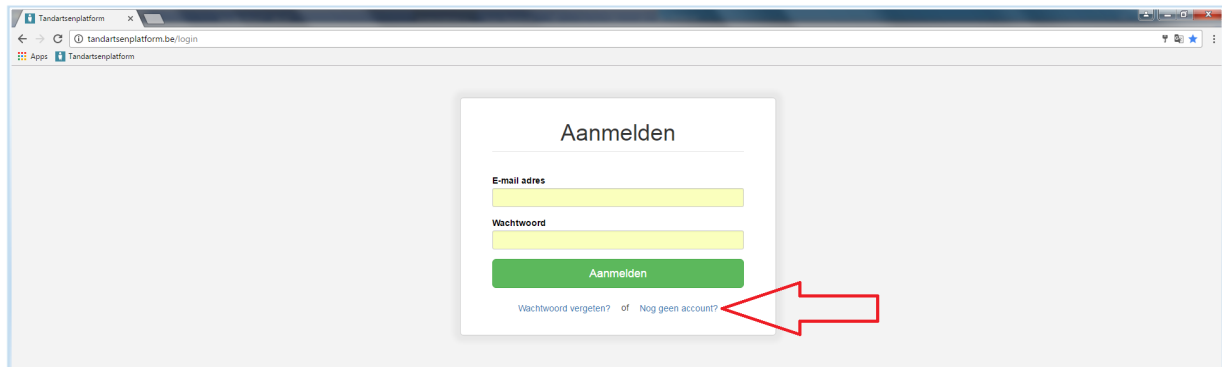 Tandartsenplatform
tandartsenplatform.be/login
Apps Tandartsenplatform
Aanmelden
E-mail adres
Wachtwoord
Aanmelden
Wachtwoord vergeten? of Nog geen account?